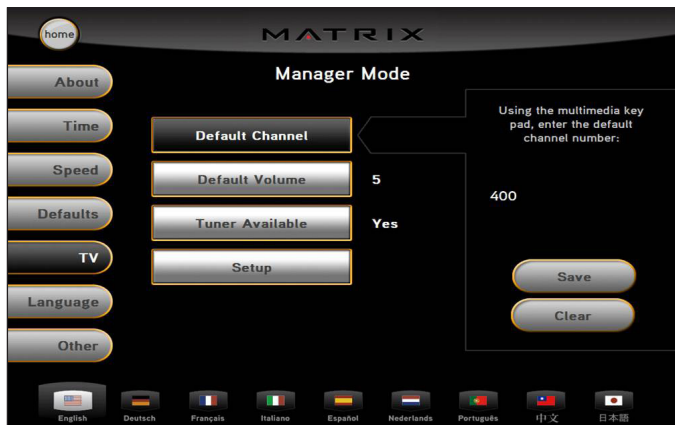 home
MATRIX
Manager Mode
About
Time
Speed
Defaults
TV
Language
Other
Default Channel
Default Volume
5
Tuner Available
Yes
Setup
Using the multimedia key
pad, enter the default
channel number:
400
Save
Clear
English
Deutsch
Français
Italiano
Español
Nederlands
Português
中文
日本語